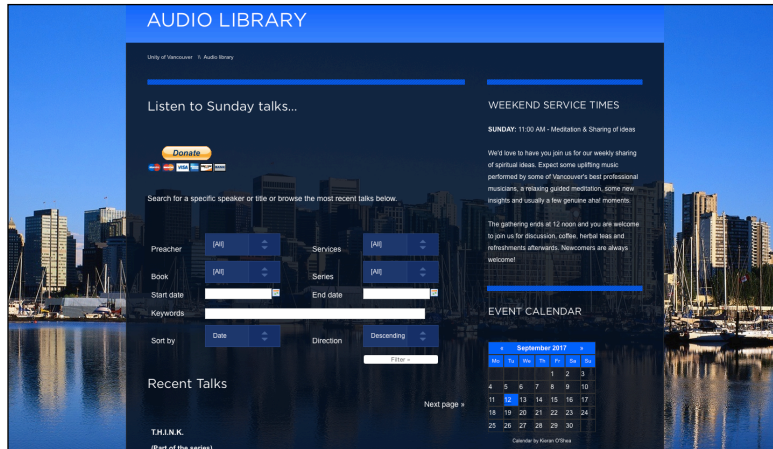 AUDIO LIBRARY
Unity of Vancouver \\ Audio library
Listen to Sunday talks...
Donate
VISA
Search for a specific speaker or title or browse the most recent talks below.
Preacher [All] Services [All]
Book [All] Series [All]
Start date End date
Keywords
Sort by Date Direction Descending
Filter »
Recent Talks
Next page »
T.H.I.N.K.
(Part of the series)
WEEKEND SERVICE TIMES
SUNDAY: 11:00 AM - Meditation & Sharing of ideas
We'd love to have you join us for our weekly sharing
of spiritual ideas. Expect some uplifting music
performed by some of Vancouver's best professional
musicians, a relaxing guided meditation, some new
insights and usually a few genuine aha! moments.
The gathering ends at 12 noon and you are welcome
to join us for discussion, coffee, herbal teas and
refreshments afterwards. Newcomers are always
welcome!
EVENT CALENDAR
« September 2017 »
Mo Tu We Th Fr Sa Su
1 2 3
4 5 6 7 8 9 10
11 12 13 14 15 16 17
18 19 20 21 22 23 24
25 26 27 28 29 30
Calendar by Kieran O'Shea